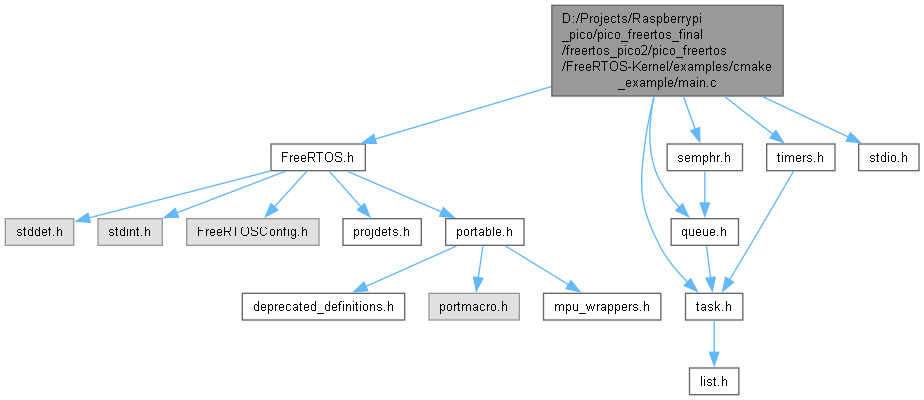 D:/Projects/Raspberrypi
_pico/pico_freertos_final
/freertos_pico2/pico_freertos
/FreeRTOS-Kernel/examples/cmake
_example/main.c
FreeRTOS.h
semphr.h
timers.h
stdio.h
stddef.h
stdint.h
FreeRTOSConfig.h
projdefs.h
portable.h
queue.h
deprecated_definitions.h
portmacro.h
mpu_wrappers.h
task.h
list.h